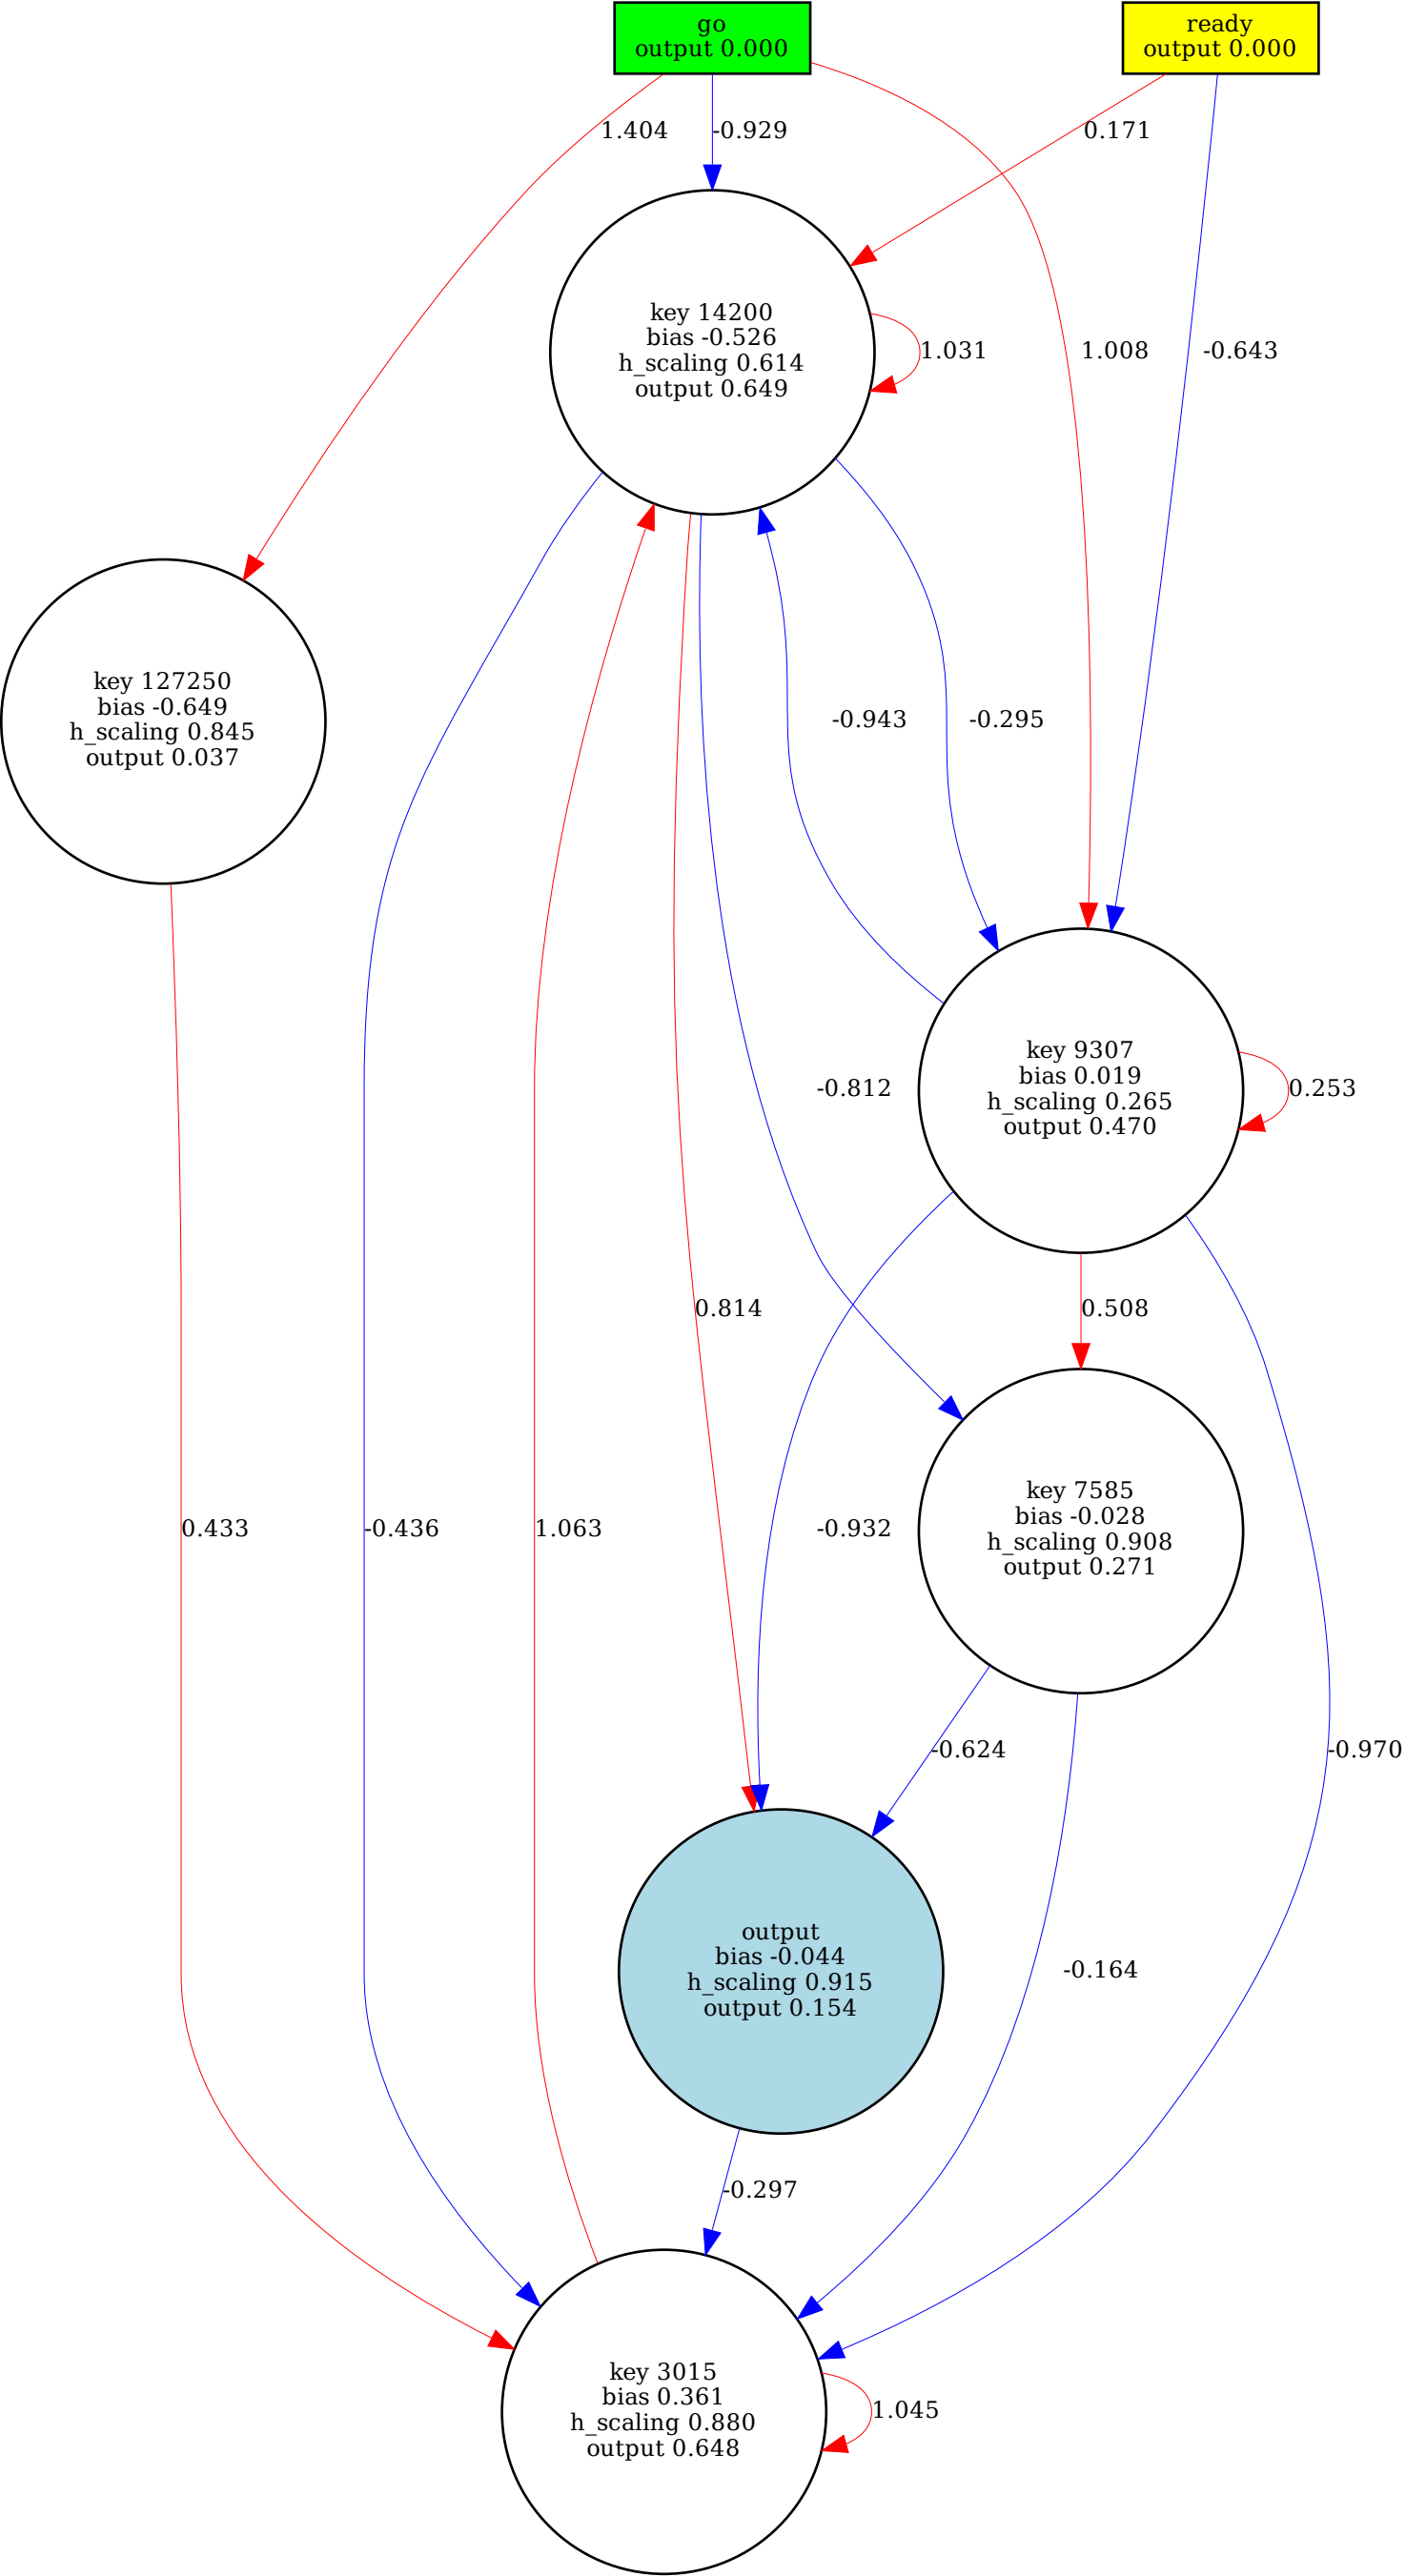 go
output 0.000
ready
output 0.000
1.404
-0.929
0.171
key 14200
bias -0.526
h_scaling 0.614
output 0.649
1.031
1.008
-0.643
key 127250
bias -0.649
h_scaling 0.845
output 0.037
-0.943
-0.295
key 9307
bias 0.019
h_scaling 0.265
output 0.470
-0.812
0.253
0.814
0.508
key 7585
bias -0.028
h_scaling 0.908
output 0.271
0.433
-0.436
1.063
-0.932
-0.624
-0.970
output
bias -0.044
h_scaling 0.915
output 0.154
-0.164
-0.297
key 3015
bias 0.361
h_scaling 0.880
output 0.648
1.045